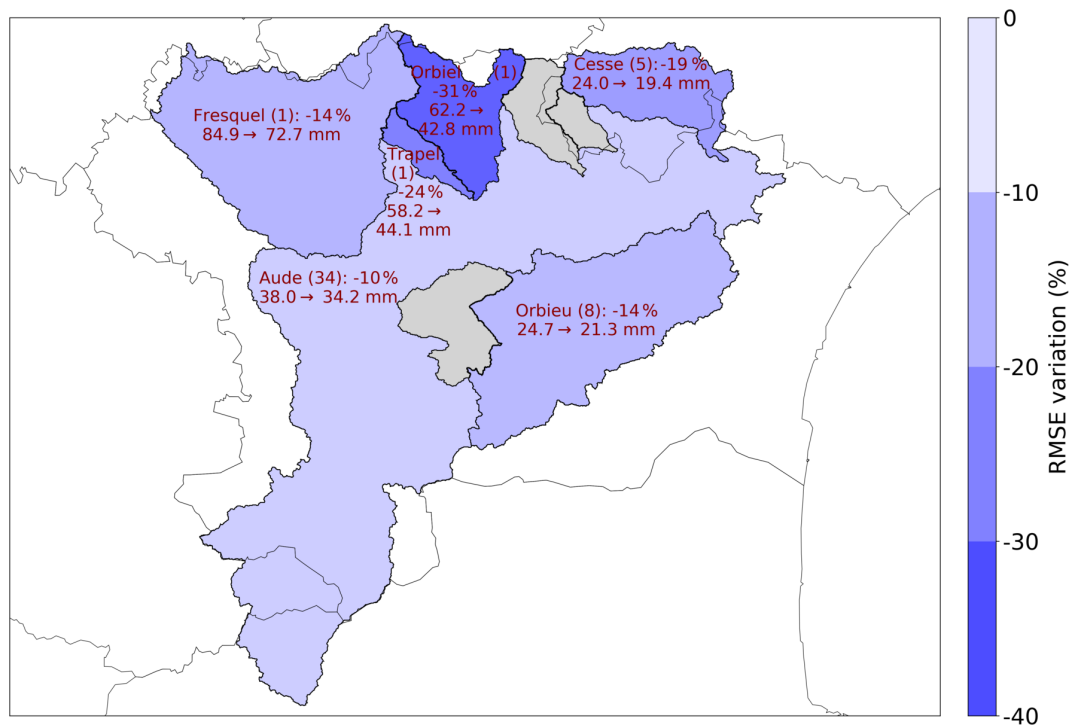 Orbiel (1)
-31%
62.2→
42.8 mm
Cesse (5): -19%
24.0→ 19.4 mm
Fresquel (1): -14%
84.9→ 72.7 mm
Trapel
(1)
-24%
58.2→
44.1 mm
Aude (34): -10%
38.0→ 34.2 mm
Orbieu (8): -14%
24.7→ 21.3 mm
0
-10
-20
-30
-40
RMSE variation (%)